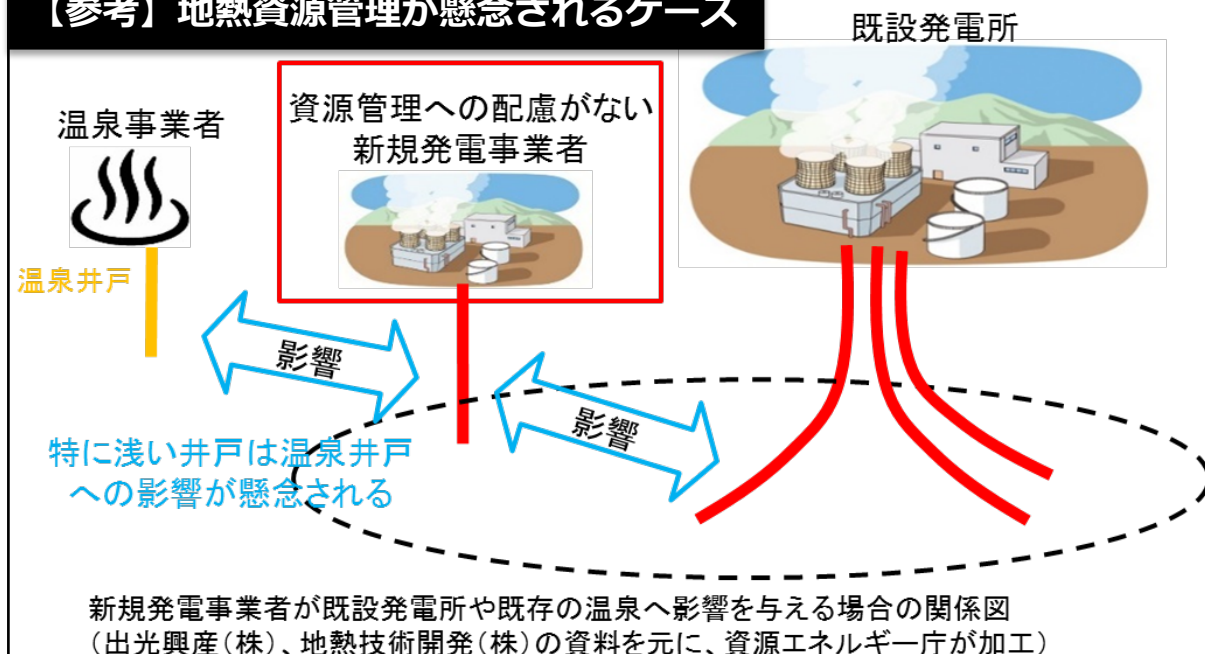 【参考】地熱資源管理が懸念されるケース
既設発電所
温泉事業者
資源管理への配慮がない
新規発電事業者
温泉井戸
影響
影響
特に浅い井戸は温泉井戸
への影響が懸念される
新規発電事業者が既設発電所や既存の温泉へ影響を与える場合の関係図
（出光興産（株）、地熱技術開発（株）の資料を元に、資源エネルギー庁が加工）